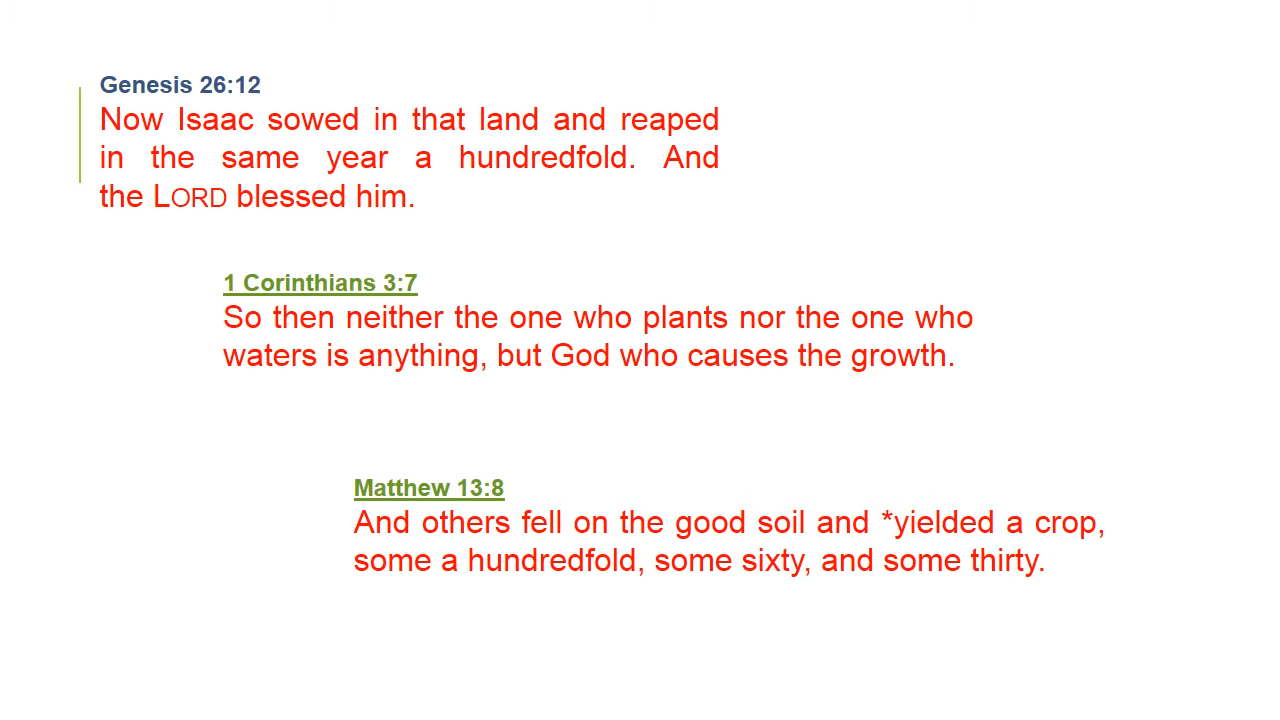 Genesis 26:12
Now Isaac sowed in that land and reaped
in the same year a hundredfold. And
the LORD blessed him.
1 Corinthians 3:7
So then neither the one who plants nor the one who
waters is anything, but God who causes the growth.
Matthew 13:8
And others fell on the good soil and *yielded a crop,
some a hundredfold, some sixty, and some thirty.